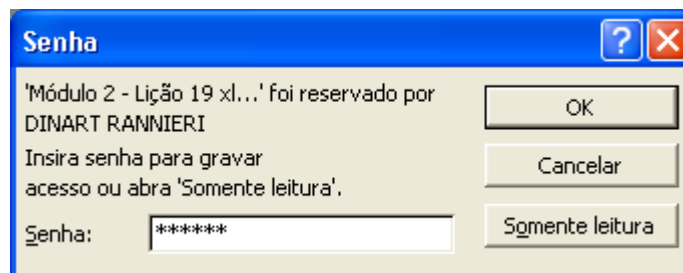 Senha
'Módulo 2 - Lição 19 xl...' foi reservado por
DINART RANNIERI
OK
Insira senha para gravar
acesso ou abra 'Somente leitura'.
Cancelar
Senha: ******
Somente leitura